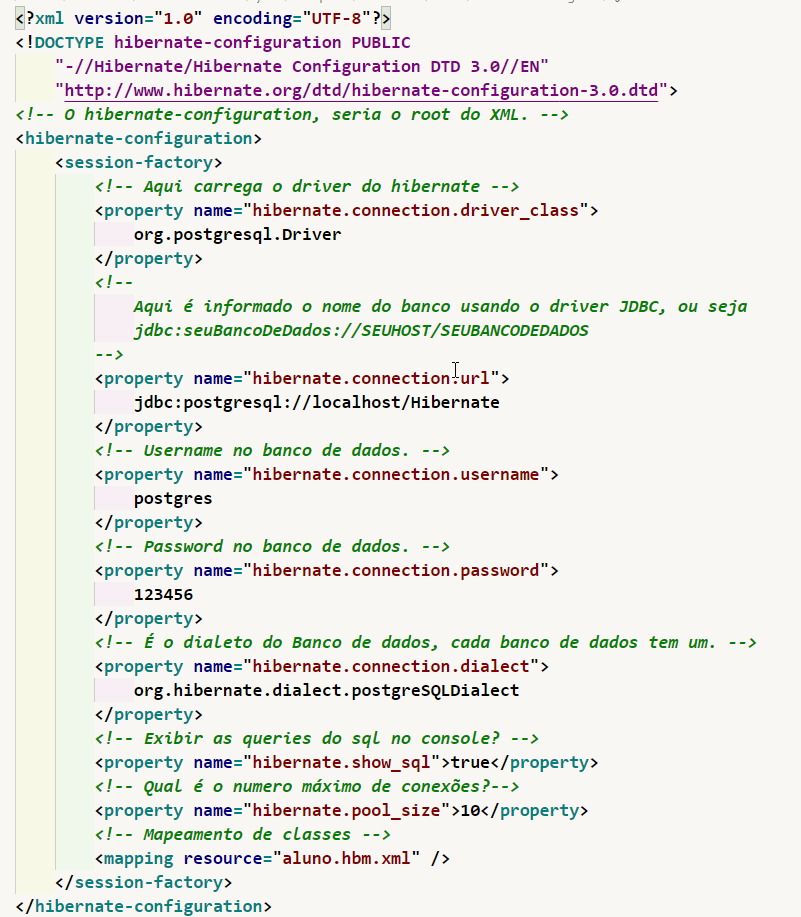 <?xml version="1.0" encoding="UTF-8"?>
<!DOCTYPE hibernate-configuration PUBLIC
"-//Hibernate/Hibernate Configuration DTD 3.0//EN"
"http://www.hibernate.org/dtd/hibernate-configuration-3.0.dtd">
<!-- O hibernate-configuration, seria o root do XML. -->
<hibernate-configuration>
<session-factory>
<!-- Aqui carrega o driver do hibernate -->
<property name="hibernate.connection.driver_class">
org.postgresql.Driver
</property>
<!--
Aqui é informado o nome do banco usando o driver JDBC, ou seja
jdbc:seuBancoDeDados://SEUHOST/SEUBANCODEDADOS
-->
<property name="hibernate.connection.url">
jdbc:postgresql://localhost/Hibernate
</property>
<!-- Username no banco de dados. -->
<property name="hibernate.connection.username">
postgres
</property>
<!-- Password no banco de dados. -->
<property name="hibernate.connection.password">
123456
</property>
<!-- É o dialeto do Banco de dados, cada banco de dados tem um. -->
<property name="hibernate.connection.dialect">
org.hibernate.dialect.postgreSQLDialect
</property>
<!-- Exibir as queries do sql no console? -->
<property name="hibernate.show_sql">true</property>
<!-- Qual é o numero máximo de conexões?-->
<property name="hibernate.pool_size">10</property>
<!-- Mapeamento de classes -->
<mapping resource="aluno.hbm.xml" />
</session-factory>
</hibernate-configuration>